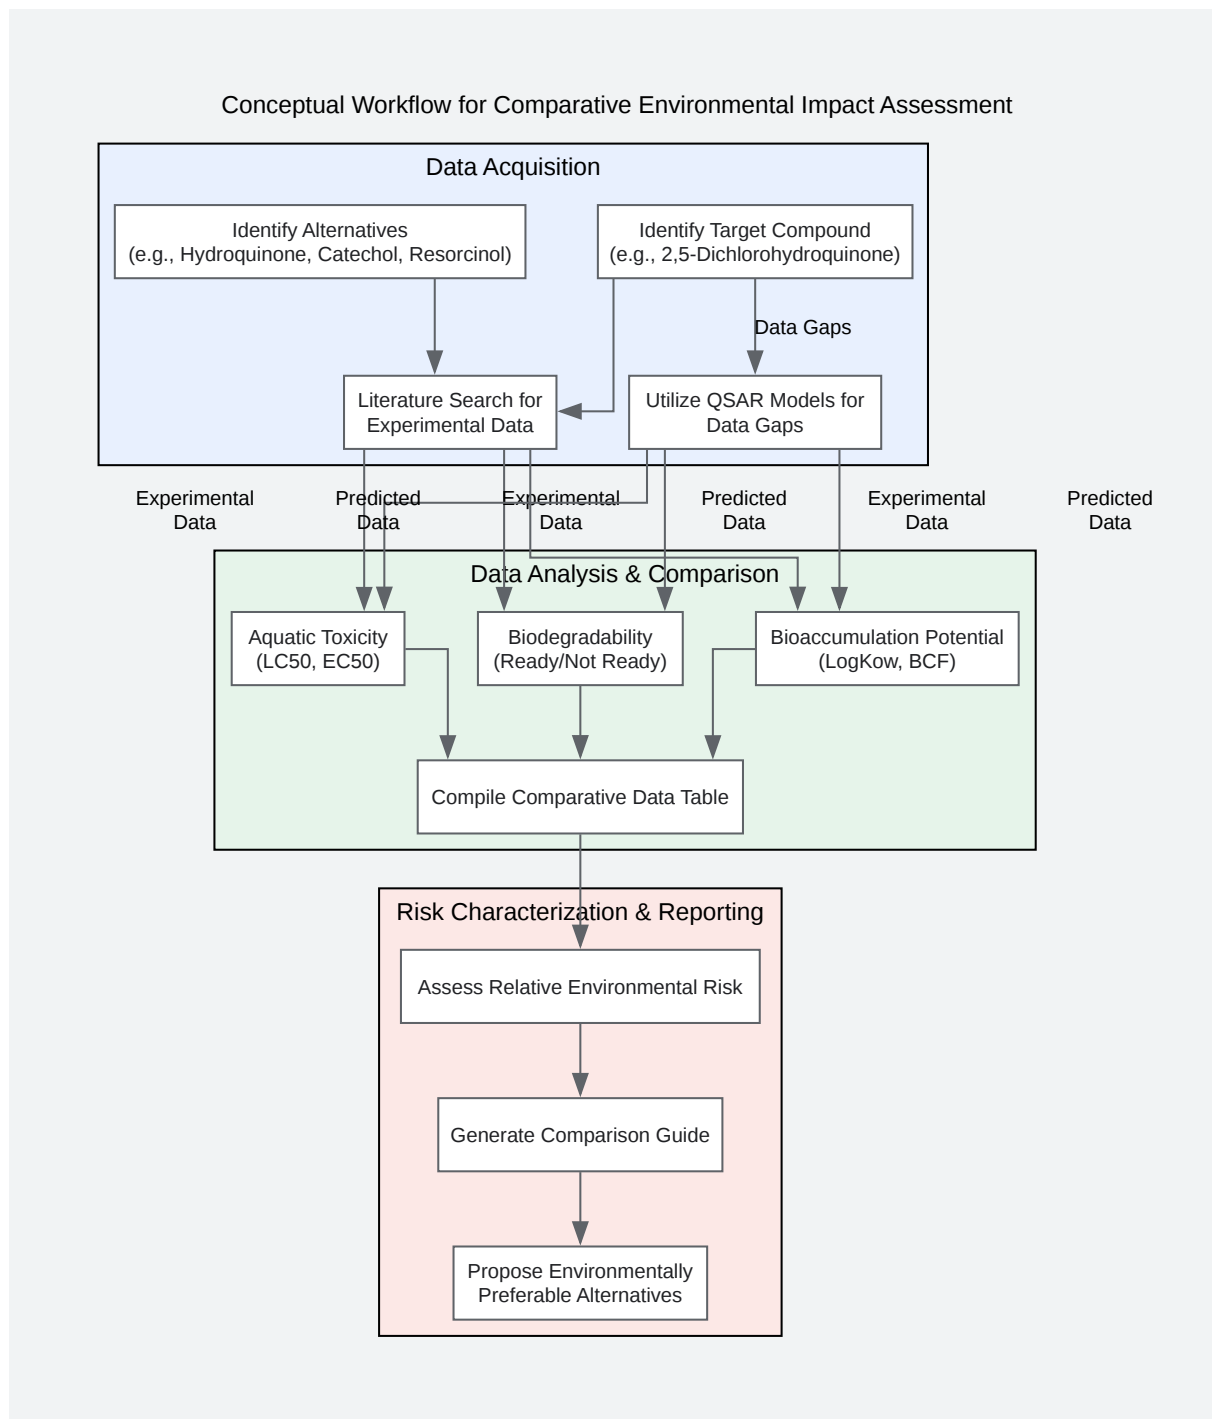 Conceptual Workflow for Comparative Environmental Impact Assessment
Data Acquisition
Identify Alternatives
(e.g., Hydroquinone, Catechol, Resorcinol)
Identify Target Compound
(e.g., 2,5-Dichlorohydroquinone)
Data Gaps
Literature Search for
Experimental Data
Utilize QSAR Models for
Data Gaps
Experimental
Data
Predicted
Data
Experimental
Data
Predicted
Data
Experimental
Data
Predicted
Data
Data Analysis & Comparison
Aquatic Toxicity
(LC50, EC50)
Biodegradability
(Ready/Not Ready)
Bioaccumulation Potential
(LogKow, BCF)
Compile Comparative Data Table
Risk Characterization & Reporting
Assess Relative Environmental Risk
Generate Comparison Guide
Propose Environmentally
Preferable Alternatives